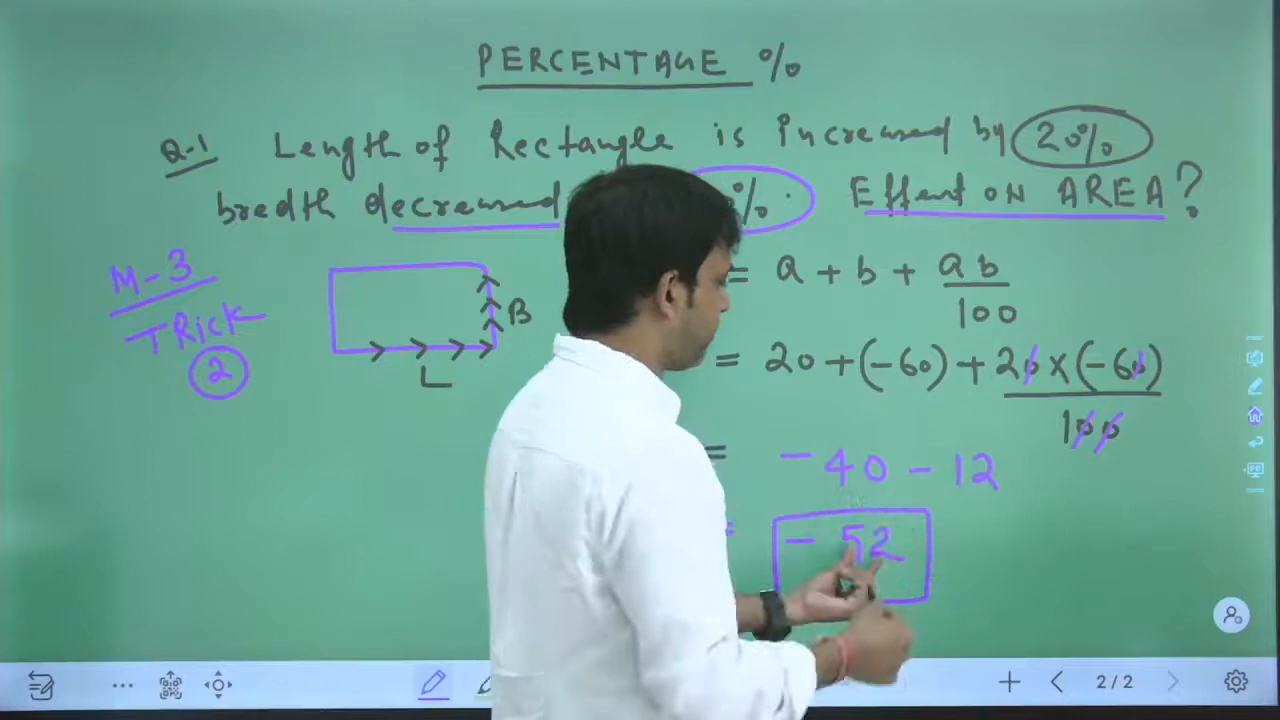 PERCENTAGE %
Q-1 Length of Rectangle is increased by 20%
bredth decreased % . Effect on AREA?
M-3
TRick
2
B
L
= a + b + ab/100
= 20 + (-60) + 20 x (-60)/100
= -40 - 12
= -52
2/2